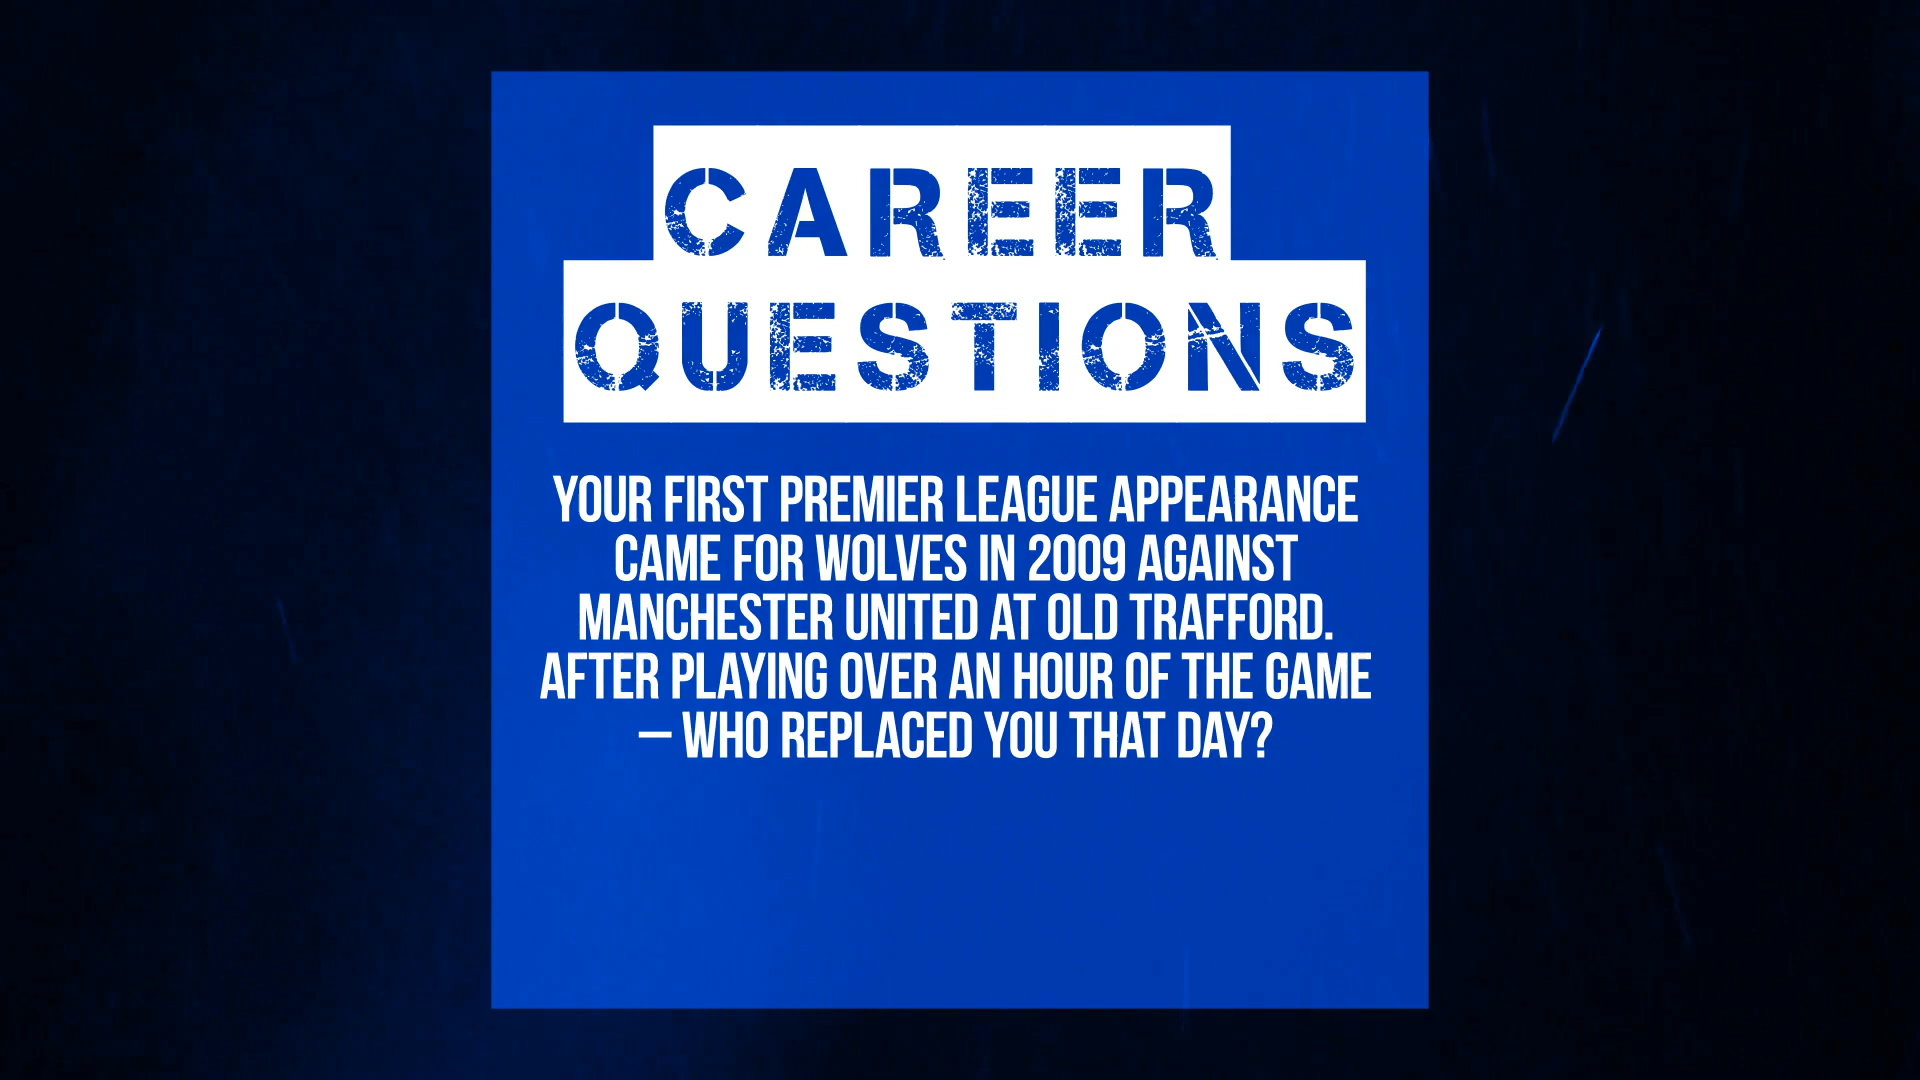 CAREER
QUESTIONS
YOUR FIRST PREMIER LEAGUE APPEARANCE
CAME FOR WOLVES IN 2009 AGAINST
MANCHESTER UNITED AT OLD TRAFFORD.
AFTER PLAYING OVER AN HOUR OF THE GAME
– WHO REPLACED YOU THAT DAY?